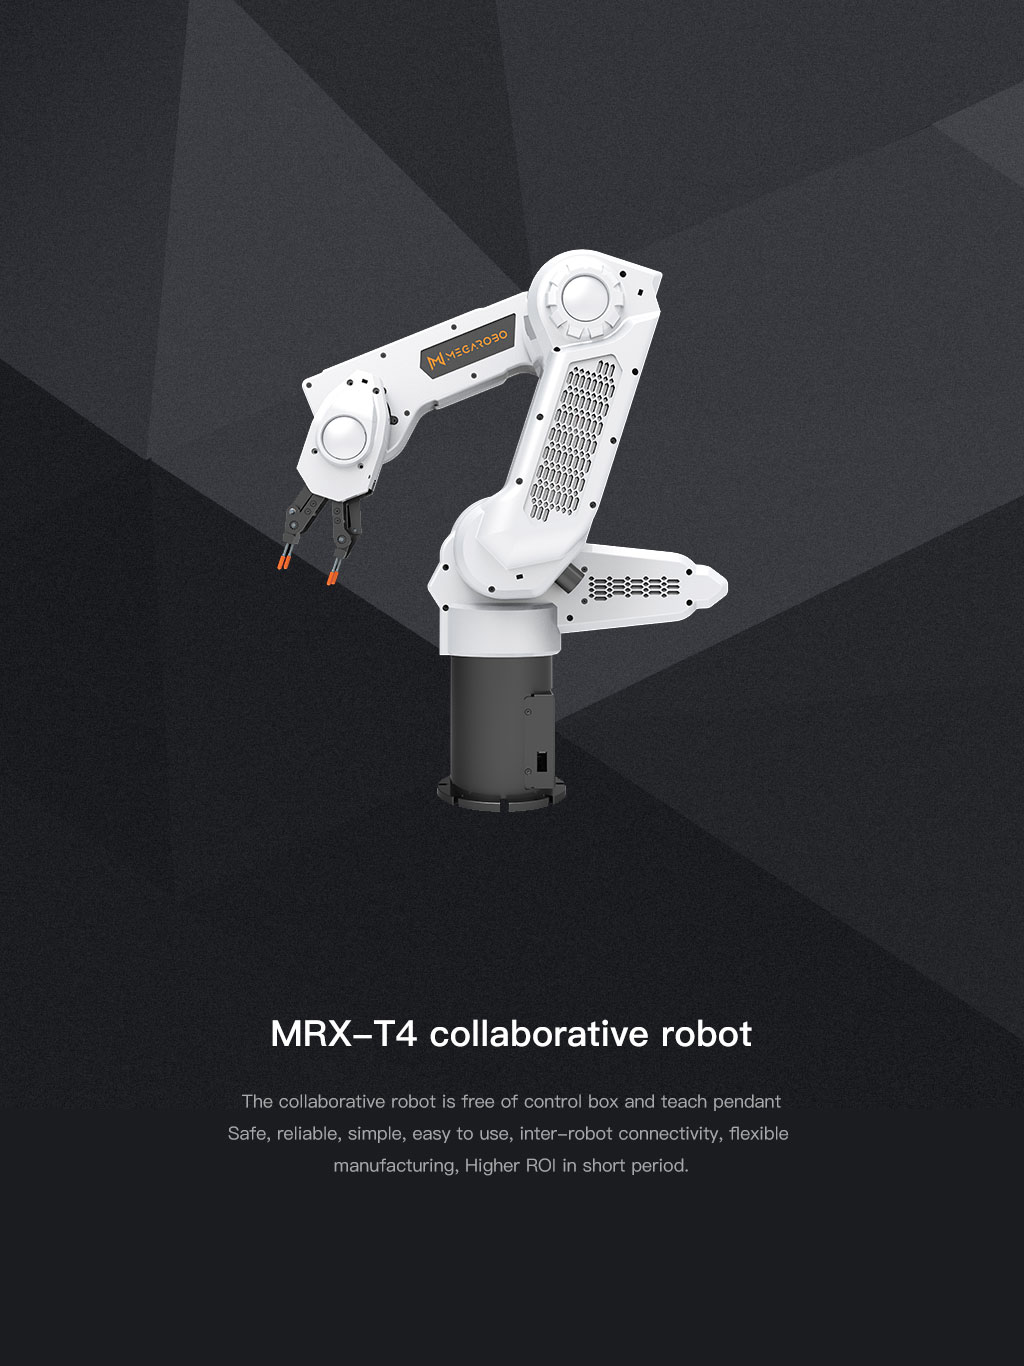 MEGAROBO
MRX-T4 collaborative robot
The collaborative robot is free of control box and teach pendant
Safe, reliable, simple, easy to use, inter-robot connectivity, flexible
manufacturing, Higher ROI in short period.